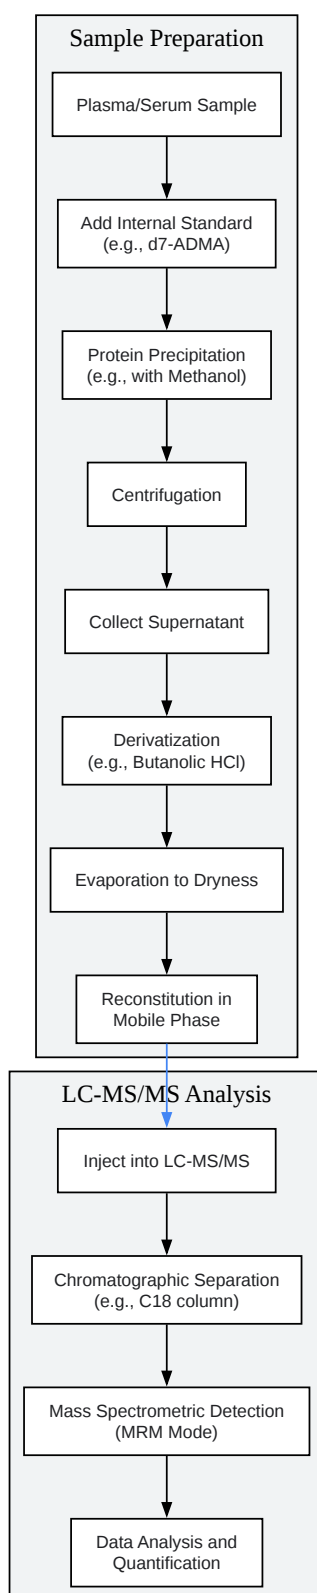 Sample Preparation
Plasma/Serum Sample
Add Internal Standard
(e.g., d7-ADMA)
Protein Precipitation
(e.g., with Methanol)
Centrifugation
Collect Supernatant
Derivatization
(e.g., Butanolic HCl)
Evaporation to Dryness
Reconstitution in
Mobile Phase
LC-MS/MS Analysis
Inject into LC-MS/MS
Chromatographic Separation
(e.g., C18 column)
Mass Spectrometric Detection
(MRM Mode)
Data Analysis and
Quantification